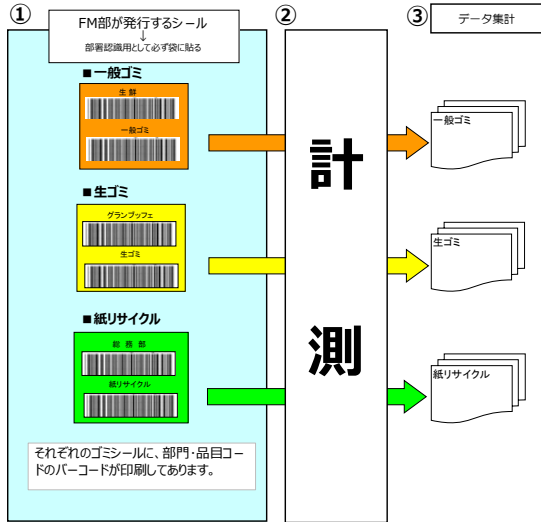 ①
FM部が発行するシール
↓
部署認識用として必ず袋に貼る
■一般ゴミ
生鮮
一般ゴミ
■生ゴミ
グランブッフェ
生ゴミ
■紙リサイクル
総務部
紙リサイクル
それぞれのゴミシールに、部門・品目コー
ドのバーコードが印刷してあります。
②
計
測
③
データ集計
一般ゴミ
生ゴミ
紙リサイクル